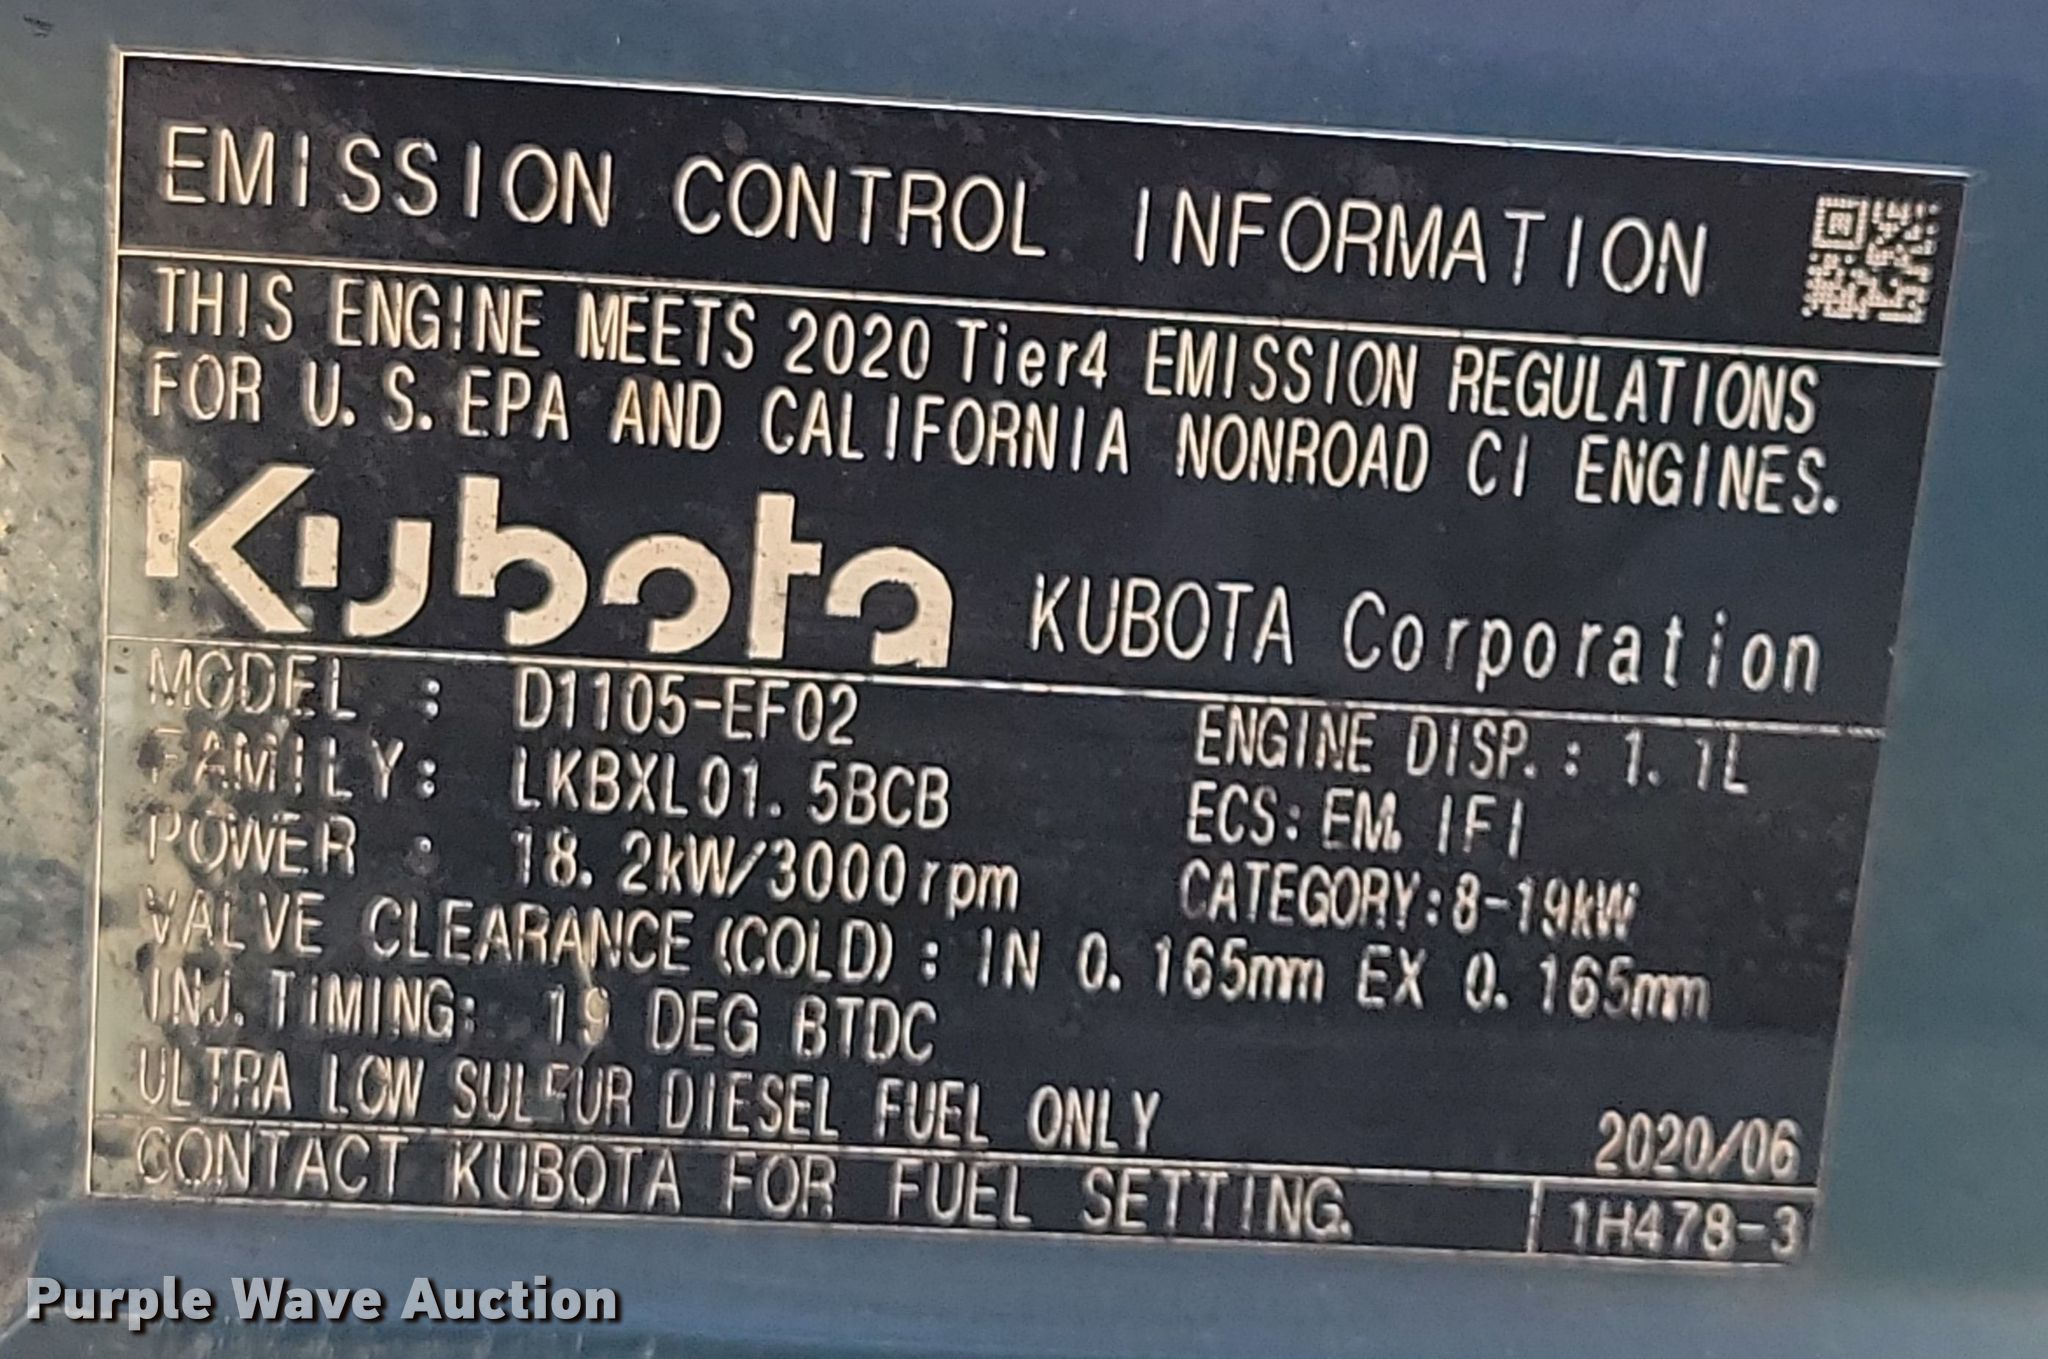 EMISSION CONTROL INFORMATION
THIS ENGINE MEETS 2020 Tier4 EMISSION REGULATIONS
FOR U.S.EPA AND CALIFORNIA NONROAD CI ENGINES.
Kubota KUBOTA Corporation
MODEL : D1105-EF02 ENGINE DISP.: 1.1L
FAMILY: LKBXL01.5BCB ECS: EM, IFI
POWER : 18.2kW/3000rpm CATEGORY:8-19kW
VALVE CLEARANCE(COLD): IN 0.165mm EX 0.165mm
INJ.TIMING: 19 DEG BTDC
ULTRA LOW SULFUR DIESEL FUEL ONLY 2020/06
CONTACT KUBOTA FOR FUEL SETTING. 1H478-3
Purple Wave Auction